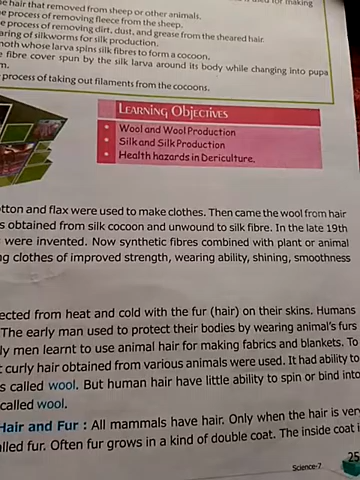 for making
e hair that removed from sheep or other animals.
e process of removing fleece from the sheep.
e process of removing dirt, dust, and grease from the sheared hair.
aring of silkworms for silk production.
moth whose larva spins silk fibres to form a cocoon.
e fibre cover spun by the silk larva around its body while changing into pupa
m.
process of taking out filaments from the cocoons.
LEARNING OBJECTIVES
• Wool and Wool Production
• Silk and Silk Production
• Health hazards in Dericulture.
tton and flax were used to make clothes. Then came the wool from hair
s obtained from silk cocoon and unwound to silk fibre. In the late 19th
were invented. Now synthetic fibres combined with plant or animal
ng clothes of improved strength, wearing ability, shining, smoothness
ected from heat and cold with the fur (hair) on their skins. Humans
The early man used to protect their bodies by wearing animal's furs
ly men learnt to use animal hair for making fabrics and blankets. To
t curly hair obtained from various animals were used. It had ability to
s called wool. But human hair have little ability to spin or bind into
called wool.
Hair and Fur : All mammals have hair. Only when the hair is very
alled fur. Often fur grows in a kind of double coat. The inside coat i
Science-7
25